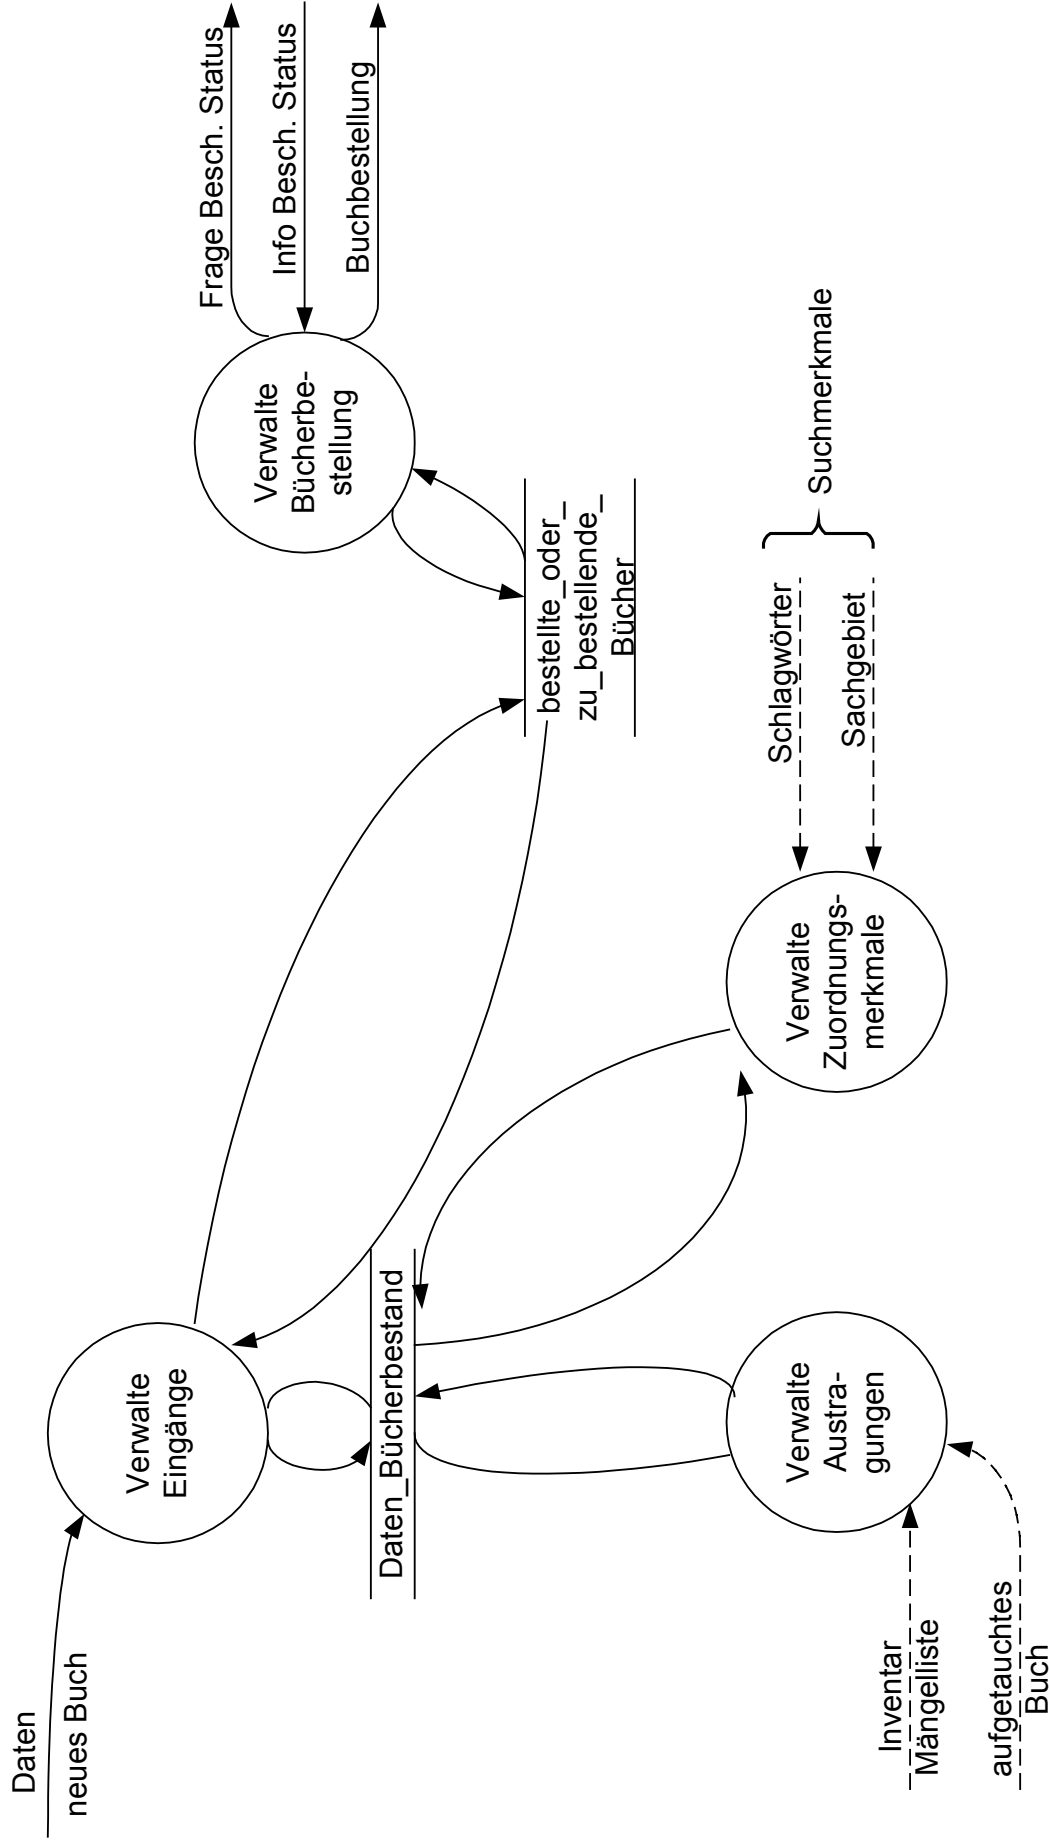 Daten
neues Buch
Verwalte
Eingänge
Daten_Bücherbestand
Inventar
Mängelliste
aufgetauchtes
Buch
Verwalte
Austra-
gungen
Verwalte
Zuordnungs-
merkmale
Schlagwörter
Sachgebiet
Suchmerkmale
bestellte_oder_
zu_bestellende_
Bücher
Verwalte
Bücherbe-
stellung
Frage Besch. Status
Info Besch. Status
Buchbestellung